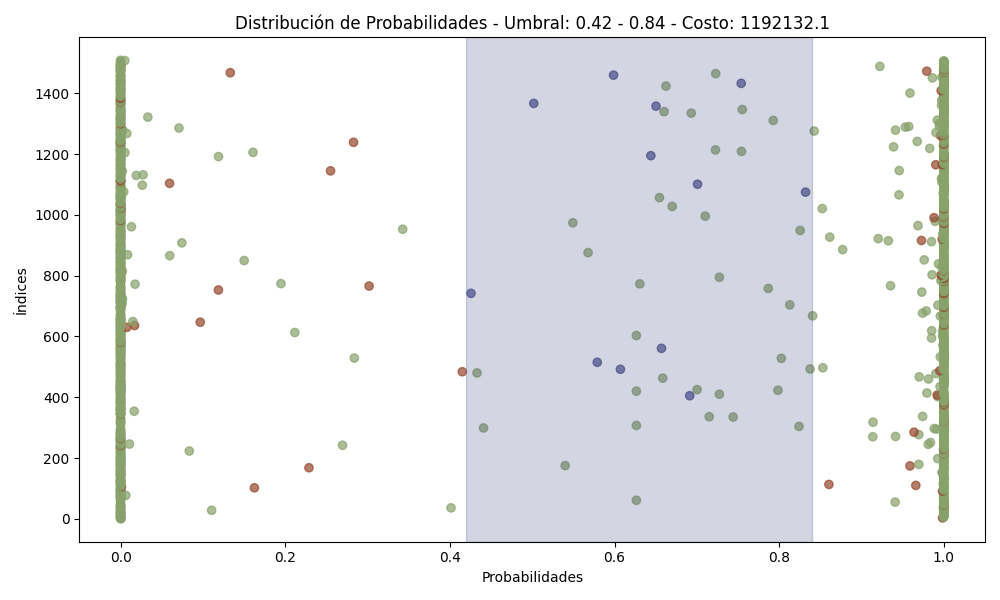 Distribución de Probabilidades - Umbral: 0.42 - 0.84 - Costo: 1192132.1
Índices
1400
1200
1000
800
600
400
200
0
0.0 0.2 0.4 0.6 0.8 1.0
Probabilidades